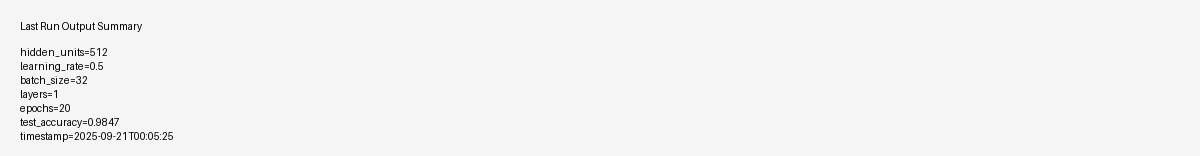 Last Run Output Summary
hidden_units=512
learning_rate=0.5
batch_size=32
layers=1
epochs=20
test_accuracy=0.9847
timestamp=2025-09-21T00:05:25